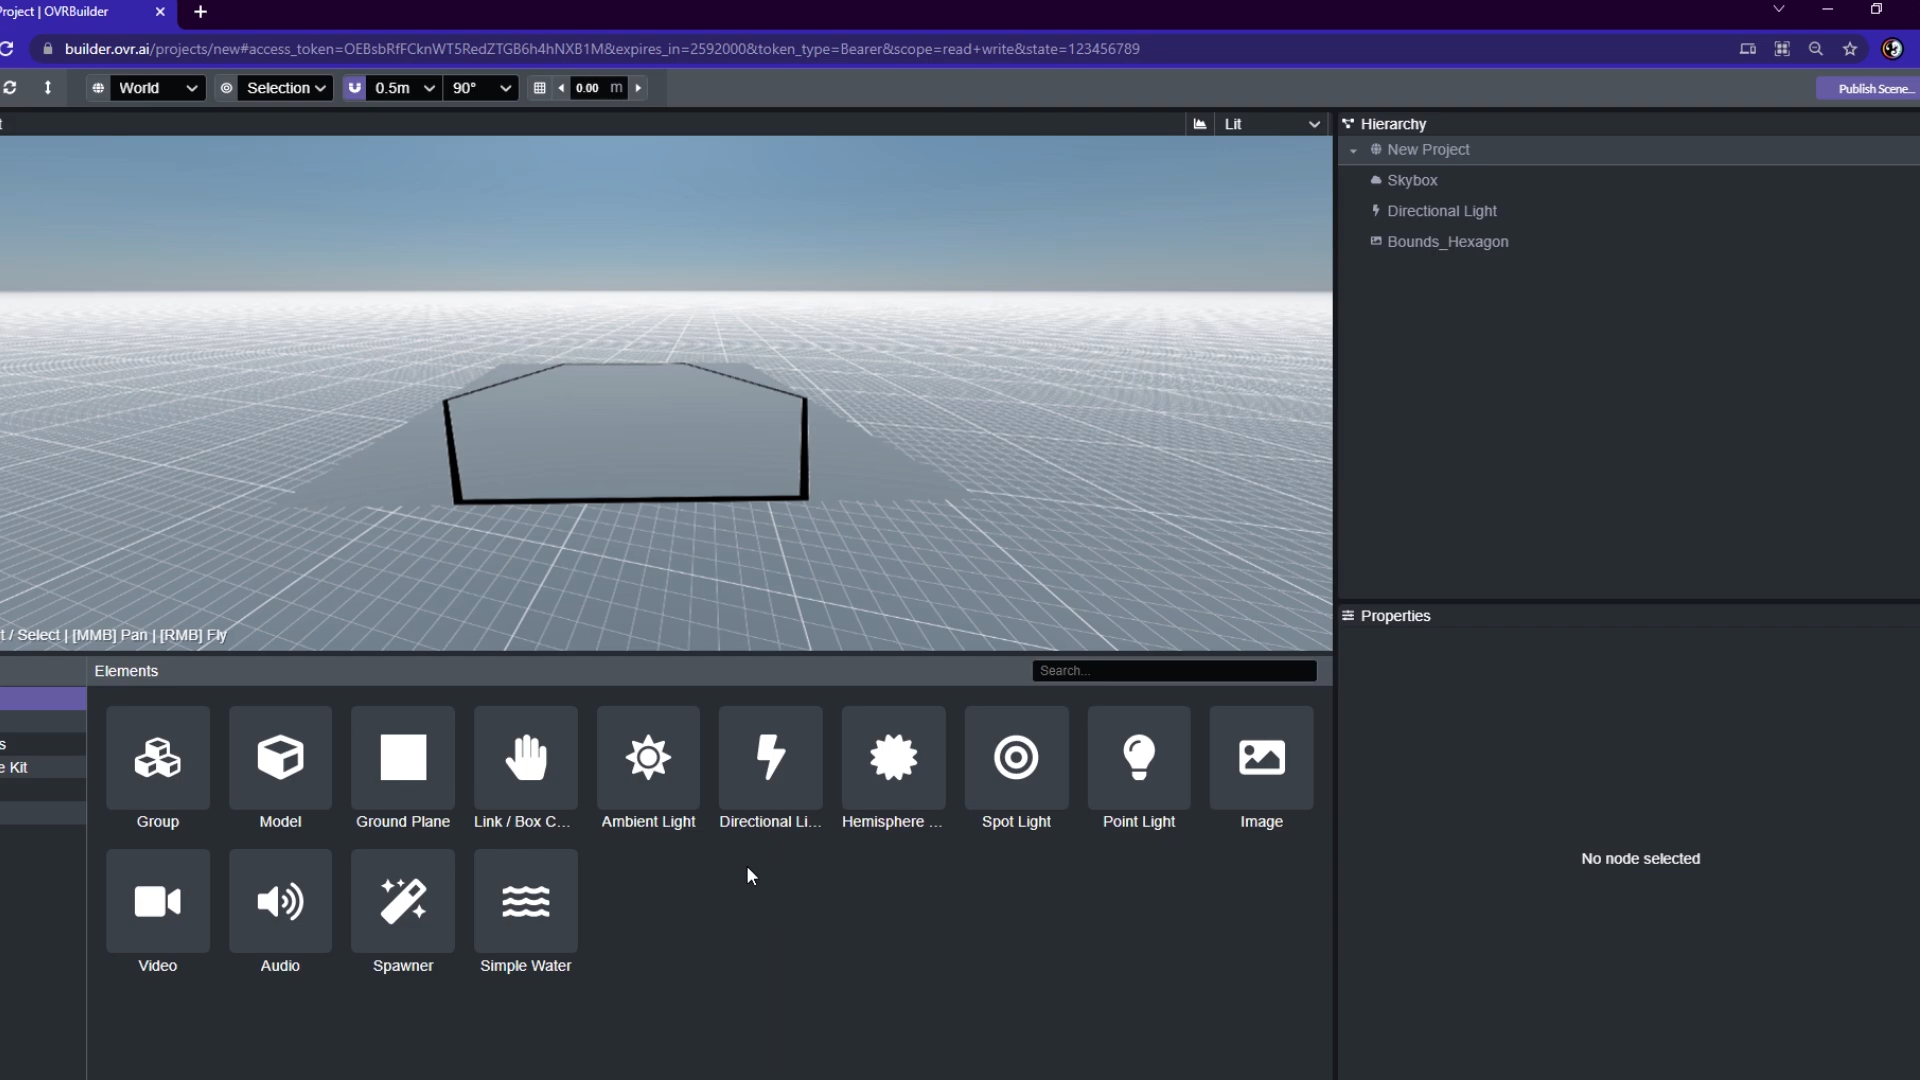 Project | OVRBuilder
builder.ovr.ai/projects/new#access_token=OEBsbRfFCknWT5RedZTGB6h4hNXB1M&expires_in=2592000&token_type=Bearer&scope=read+write&state=123456789
World
Selection
0.5m
90°
0.00 m
Publish Scene...
t
Lit
Hierarchy
New Project
Skybox
Directional Light
Bounds_Hexagon
t / Select | [MMB] Pan | [RMB] Fly
Properties
No node selected
Elements
Search...
s
e Kit
Group
Model
Ground Plane
Link / Box C...
Ambient Light
Directional Li...
Hemisphere ...
Spot Light
Point Light
Image
Video
Audio
Spawner
Simple Water